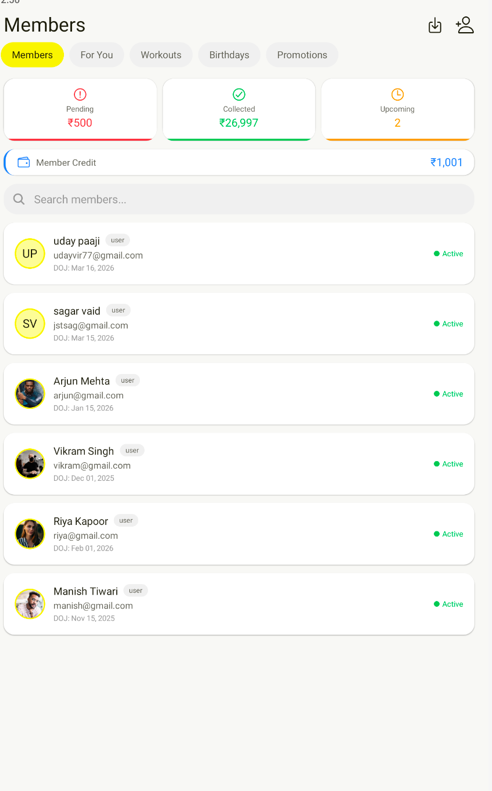 Members
Members
For You
Workouts
Birthdays
Promotions
Pending
₹500
Collected
₹26,997
Upcoming
2
Member Credit
₹1,001
Search members...
UP
uday paaji user
udayvir77@gmail.com
DOJ: Mar 16, 2026
Active
SV
sagar vaid user
jstsag@gmail.com
DOJ: Mar 15, 2026
Active
Arjun Mehta user
arjun@gmail.com
DOJ: Jan 15, 2026
Active
Vikram Singh user
vikram@gmail.com
DOJ: Dec 01, 2025
Active
Riya Kapoor user
riya@gmail.com
DOJ: Feb 01, 2026
Active
Manish Tiwari user
manish@gmail.com
DOJ: Nov 15, 2025
Active